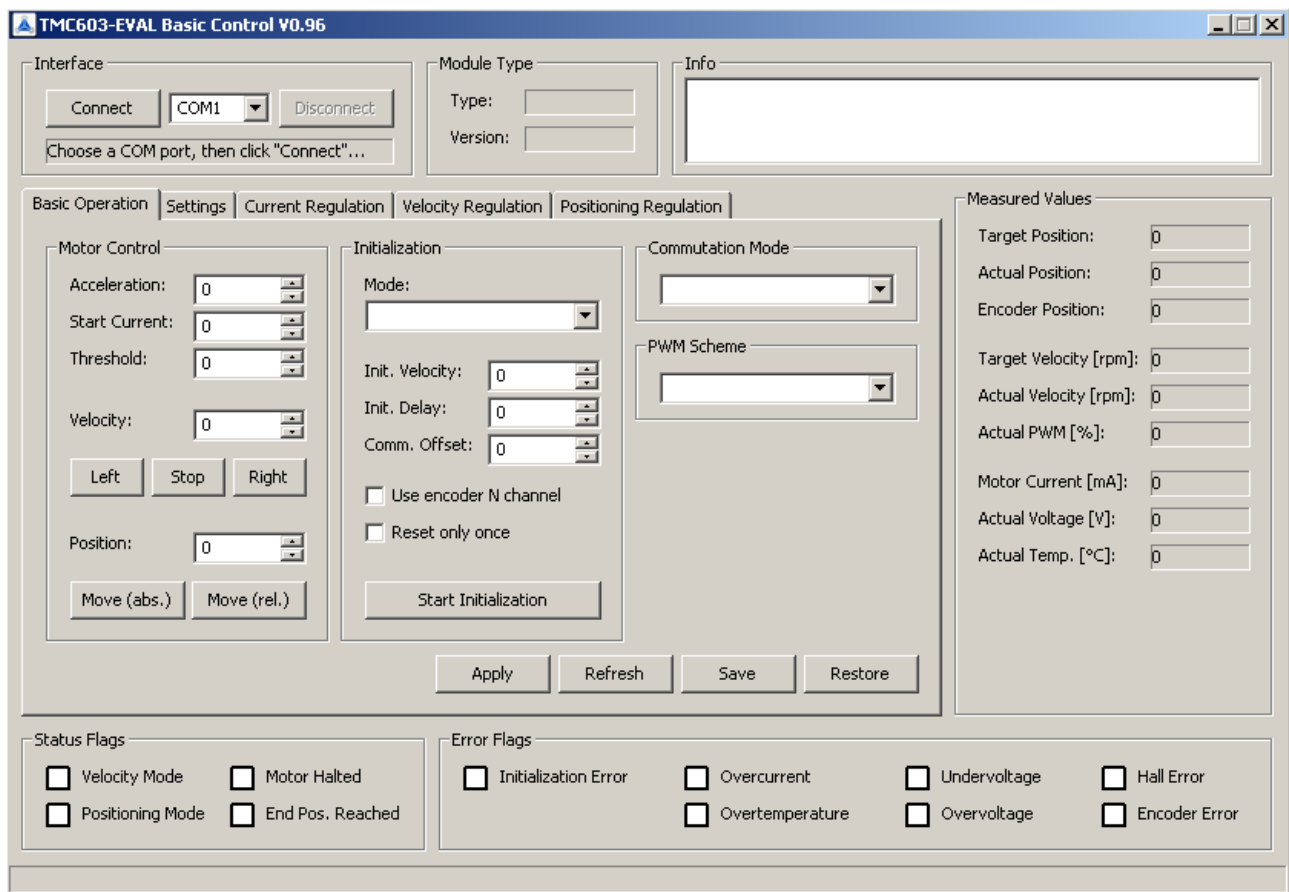 TMC603-EVAL Basic Control V0.96
Interface
Connect
COM1
Disconnect
Choose a COM port, then click "Connect"...
Module Type
Type:
Version:
Info
Basic Operation
Settings
Current Regulation
Velocity Regulation
Positioning Regulation
Motor Control
Acceleration: 0
Start Current: 0
Threshold: 0
Velocity: 0
Left
Stop
Right
Position: 0
Move (abs.)
Move (rel.)
Initialization
Mode:
Init. Velocity: 0
Init. Delay: 0
Comm. Offset: 0
Use encoder N channel
Reset only once
Start Initialization
Commutation Mode
PWM Scheme
Apply
Refresh
Save
Restore
Measured Values
Target Position: 0
Actual Position: 0
Encoder Position: 0
Target Velocity [rpm]: 0
Actual Velocity [rpm]: 0
Actual PWM [%]: 0
Motor Current [mA]: 0
Actual Voltage [V]: 0
Actual Temp. [°C]: 0
Status Flags
Velocity Mode
Motor Halted
Positioning Mode
End Pos. Reached
Error Flags
Initialization Error
Overcurrent
Undervoltage
Hall Error
Overtemperature
Overvoltage
Encoder Error